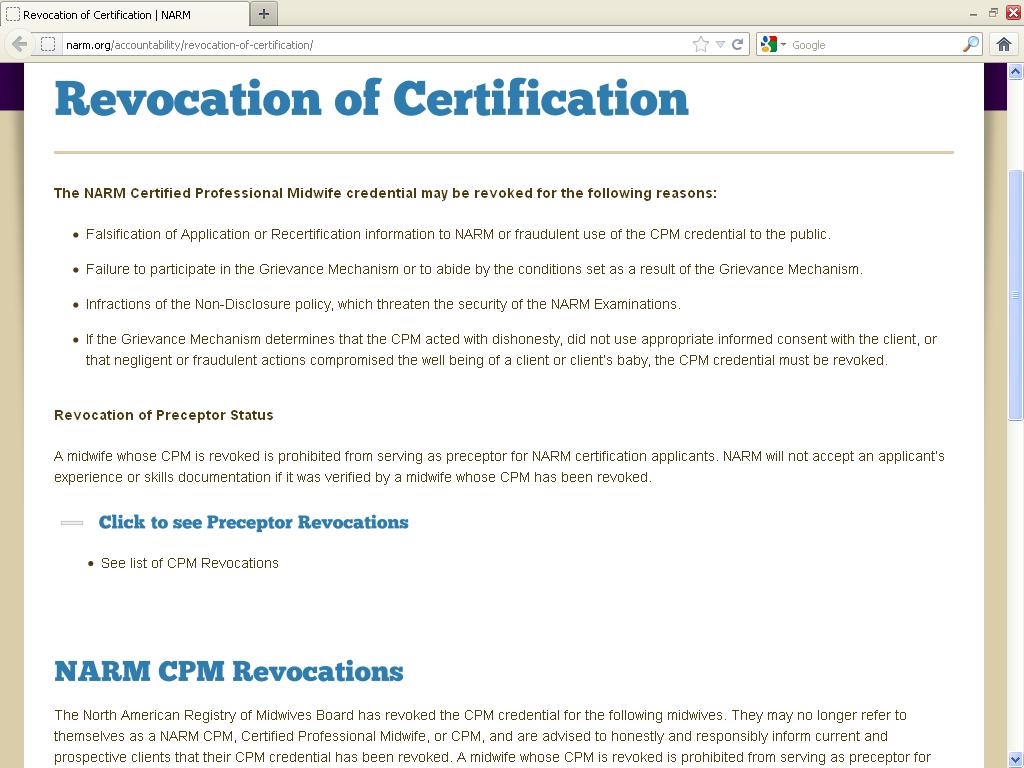 Revocation of Certification | NARM
narm.org/accountability/revocation-of-certification/
Google
Revocation of Certification
The NARM Certified Professional Midwife credential may be revoked for the following reasons:
• Falsification of Application or Recertification information to NARM or fraudulent use of the CPM credential to the public.
• Failure to participate in the Grievance Mechanism or to abide by the conditions set as a result of the Grievance Mechanism.
• Infractions of the Non-Disclosure policy, which threaten the security of the NARM Examinations.
• If the Grievance Mechanism determines that the CPM acted with dishonesty, did not use appropriate informed consent with the client, or
that negligent or fraudulent actions compromised the well being of a client or client's baby, the CPM credential must be revoked.
Revocation of Preceptor Status
A midwife whose CPM is revoked is prohibited from serving as preceptor for NARM certification applicants. NARM will not accept an applicant's
experience or skills documentation if it was verified by a midwife whose CPM has been revoked.
Click to see Preceptor Revocations
• See list of CPM Revocations
NARM CPM Revocations
The North American Registry of Midwives Board has revoked the CPM credential for the following midwives. They may no longer refer to
themselves as a NARM CPM, Certified Professional Midwife, or CPM, and are advised to honestly and responsibly inform current and
prospective clients that their CPM credential has been revoked. A midwife whose CPM is revoked is prohibited from serving as preceptor for